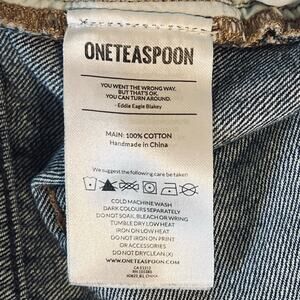 ONETEASPOON
YOU WENT THE WRONG WAY.
BUT THAT'S OK,
YOU CAN TURN AROUND.
- Eddie Eagle Blakey
MAIN: 100% COTTON
Handmade in China
We suggest the following care be taken
COLD MACHINE WASH
DARK COLOURS SEPARATELY
DO NOT SOAK, BLEACH OR WRING
TUMBLE DRY LOW HEAT
IRON ON LOW HEAT
DO NOT IRON ON PRINT
OR ACCESSORIES
DO NOT DRYCLEAN (X)
WWW.ONETEASPOON.COM